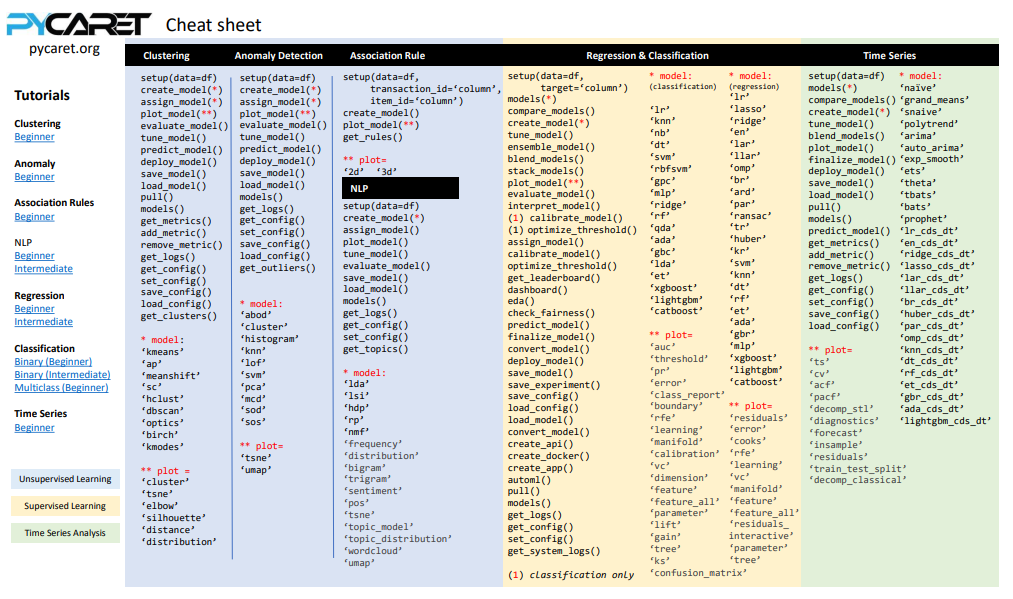 PYCARET Cheat sheet
pycaret.org
Tutorials
Clustering
Beginner
Anomaly
Beginner
Association Rules
Beginner
NLP
Beginner
Intermediate
Regression
Beginner
Intermediate
Classification
Binary (Beginner)
Binary (Intermediate)
Multiclass (Beginner)
Time Series
Beginner
Unsupervised Learning
Supervised Learning
Time Series Analysis
Clustering
setup(data=df)
create_model(*)
assign_model(*)
plot_model(**)
evaluate_model()
tune_model()
predict_model()
deploy_model()
save_model()
load_model()
pull()
models()
get_metrics()
add_metric()
remove_metric()
get_logs()
get_config()
set_config()
save_config()
load_config()
get_clusters()
* model:
‘kmeans’
‘ap’
‘meanshift’
‘sc’
‘hclust’
‘dbscan’
‘optics’
‘birch’
‘kmodes’
** plot =
‘cluster’
‘tsne’
‘elbow’
‘silhouette’
‘distance’
‘distribution’
Anomaly Detection
setup(data=df)
create_model(*)
assign_model(*)
plot_model(**)
evaluate_model()
tune_model()
predict_model()
deploy_model()
save_model()
load_model()
models()
get_logs()
get_config()
set_config()
save_config()
load_config()
get_outliers()
* model:
‘abod’
‘cluster’
‘histogram’
‘knn’
‘lof’
‘svm’
‘pca’
‘mcd’
‘sod’
‘sos’
** plot=
‘tsne’
‘umap’
Association Rule
setup(data=df,
transaction_id=‘column’,
item_id=‘column’)
create_model()
plot_model(**)
get_rules()
** plot=
‘2d’ ‘3d’
NLP
setup(data=df)
create_model(*)
assign_model()
plot_model()
tune_model()
evaluate_model()
save_model()
load_model()
models()
get_logs()
get_config()
set_config()
get_topics()
* model:
‘lda’
‘lsi’
‘hdp’
‘rp’
‘nmf’
‘frequency’
‘distribution’
‘bigram’
‘trigram’
‘sentiment’
‘pos’
‘tsne’
‘topic_model’
‘topic_distribution’
‘wordcloud’
‘umap’
Regression & Classification
setup(data=df,
target=‘column’)
models(*)
compare_models()
create_model(*)
tune_model()
ensemble_model()
blend_models()
stack_models()
plot_model(**)
evaluate_model()
interpret_model()
(1) calibrate_model()
(1) optimize_threshold()
assign_model()
calibrate_model()
optimize_threshold()
get_leaderboard()
dashboard()
eda()
check_fairness()
predict_model()
finalize_model()
convert_model()
deploy_model()
save_model()
save_experiment()
save_config()
load_config()
load_model()
convert_model()
create_api()
create_docker()
create_app()
automl()
pull()
models()
get_logs()
get_config()
set_config()
get_system_logs()
(1) classification only
* model:
(classification)
‘lr’
‘knn’
‘nb’
‘dt’
‘svm’
‘rbfsvm’
‘gpc’
‘mlp’
‘ridge’
‘rf’
‘qda’
‘ada’
‘gbc’
‘lda’
‘et’
‘xgboost’
‘lightgbm’
‘catboost’
** plot=
‘auc’
‘threshold’
‘pr’
‘error’
‘class_report’
‘boundary’
‘rfe’
‘learning’
‘manifold’
‘calibration’
‘vc’
‘dimension’
‘feature’
‘feature_all’
‘parameter’
‘lift’
‘gain’
‘tree’
‘ks’
‘confusion_matrix’
* model:
(regression)
‘lr’
‘lasso’
‘ridge’
‘en’
‘lar’
‘llar’
‘omp’
‘br’
‘ard’
‘par’
‘ransac’
‘tr’
‘huber’
‘kr’
‘svm’
‘knn’
‘dt’
‘rf’
‘et’
‘ada’
‘gbr’
‘mlp’
‘xgboost’
‘lightgbm’
‘catboost’
** plot=
‘residuals’
‘error’
‘cooks’
‘rfe’
‘learning’
‘vc’
‘manifold’
‘feature’
‘feature_all’
‘residuals_
interactive’
‘parameter’
‘tree’
Time Series
setup(data=df)
models(*)
compare_models()
create_model(*)
tune_model()
blend_models()
plot_model()
finalize_model()
deploy_model()
save_model()
load_model()
pull()
models()
predict_model()
get_metrics()
add_metric()
remove_metric()
get_logs()
get_config()
set_config()
save_config()
load_config()
** plot=
‘ts’
‘cv’
‘acf’
‘pacf’
‘decomp_stl’
‘diagnostics’
‘forecast’
‘insample’
‘residuals’
‘train_test_split’
‘decomp_classical’
* model:
‘naïve’
‘grand_means’
‘snaive’
‘polytrend’
‘arima’
‘auto_arima’
‘exp_smooth’
‘ets’
‘theta’
‘tbats’
‘bats’
‘prophet’
‘lr_cds_dt’
‘en_cds_dt’
‘ridge_cds_dt’
‘lasso_cds_dt’
‘lar_cds_dt’
‘llar_cds_dt’
‘br_cds_dt’
‘huber_cds_dt’
‘par_cds_dt’
‘omp_cds_dt’
‘knn_cds_dt’
‘dt_cds_dt’
‘rf_cds_dt’
‘et_cds_dt’
‘gbr_cds_dt’
‘ada_cds_dt’
‘lightgbm_cds_dt’